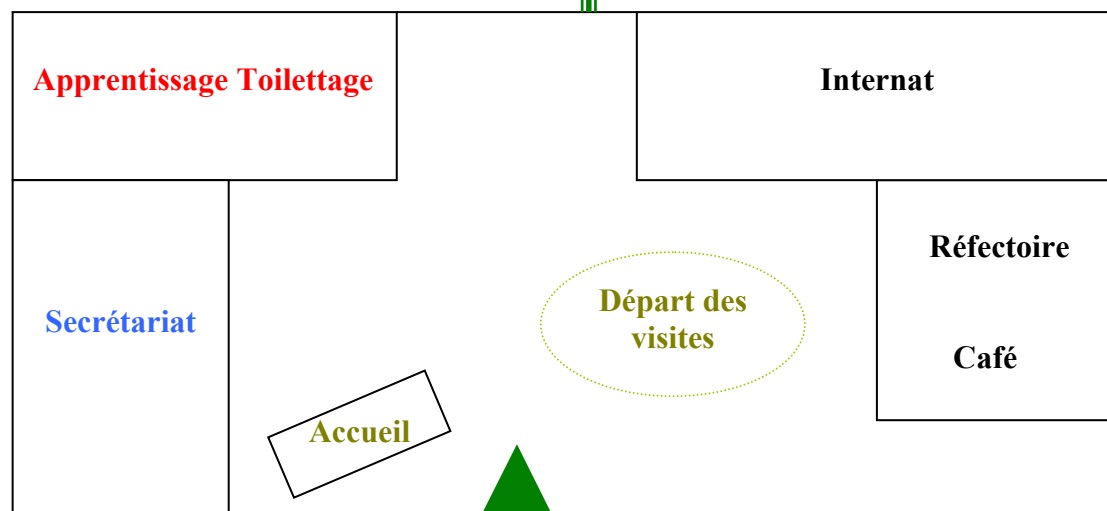 Apprentissage Toilettage
Internat
Réfectoire
Départ des
visites
Secrétariat
Café
Accueil